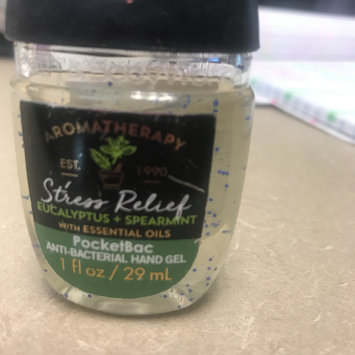 AROMATHERAPY
EST. 1990
Stress Relief
EUCALYPTUS + SPEARMINT
WITH ESSENTIAL OILS
PocketBac
ANTI-BACTERIAL HAND GEL
1 fl oz / 29 mL